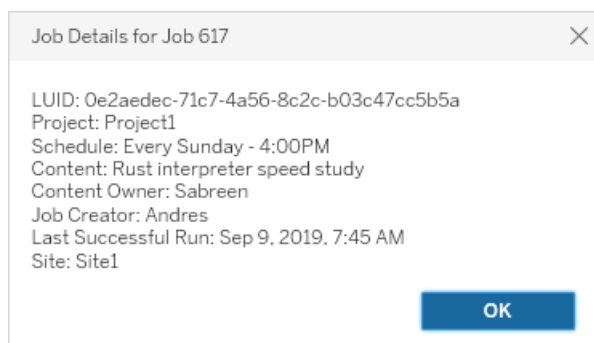 Job Details for Job 617
LUID: 0e2aedec-71c7-4a56-8c2c-b03c47cc5b5a
Project: Project1
Schedule: Every Sunday - 4:00PM
Content: Rust interpreter speed study
Content Owner: Sabreen
Job Creator: Andres
Last Successful Run: Sep 9, 2019, 7:45 AM
Site: Site1
OK